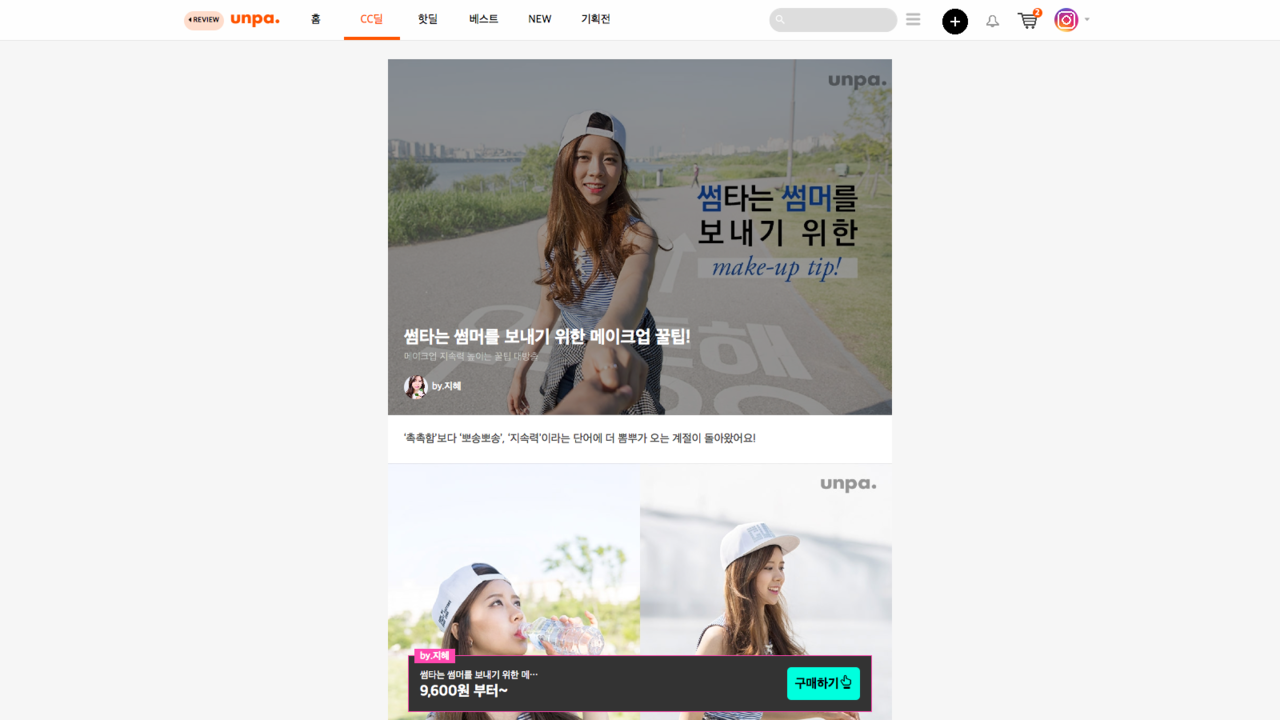 REVIEW
unpa.
홈
CC딜
핫딜
베스트
NEW
기획전
2
unpa.
썸타는 썸머를
보내기 위한
make-up tip!
썸타는 썸머를 보내기 위한 메이크업 꿀팁!
메이크업 지속력 높이는 꿀팁 대방출
by.지혜
'촉촉함'보다 '뽀송뽀송', '지속력'이라는 단어에 더 뽐뿌가 오는 계절이 돌아왔어요!
unpa.
by.지혜
썸타는 썸머를 보내기 위한 메…
9,600원 부터~
구매하기